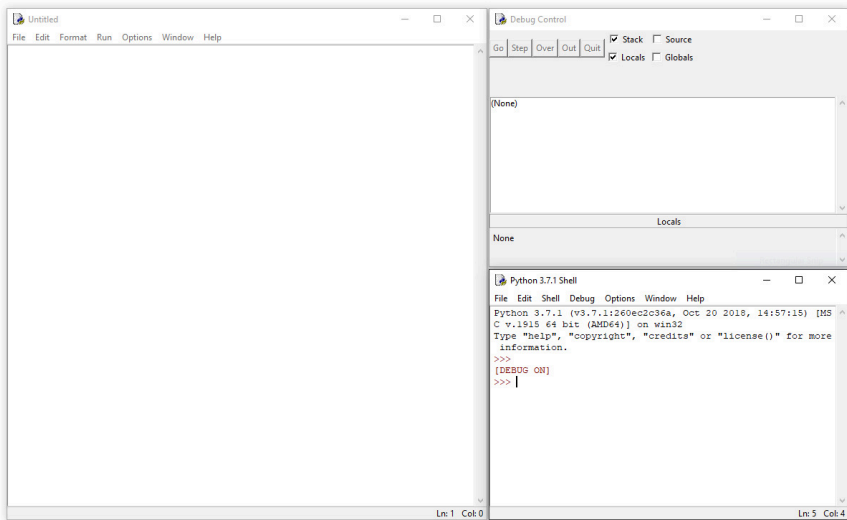 Untitled
File Edit Format Run Options Window Help
Ln: 1 Col: 0
Debug Control
Go Step Over Out Quit
Stack Source
Locals Globals
(None)
Locals
None
Python 3.7.1 Shell
File Edit Shell Debug Options Window Help
Python 3.7.1 (v3.7.1:260ec2c36a, Oct 20 2018, 14:57:15) [MS
C v.1915 64 bit (AMD64)] on win32
Type "help", "copyright", "credits" or "license()" for more
 information.
>>>
[DEBUG ON]
>>>
Ln: 5 Col: 4